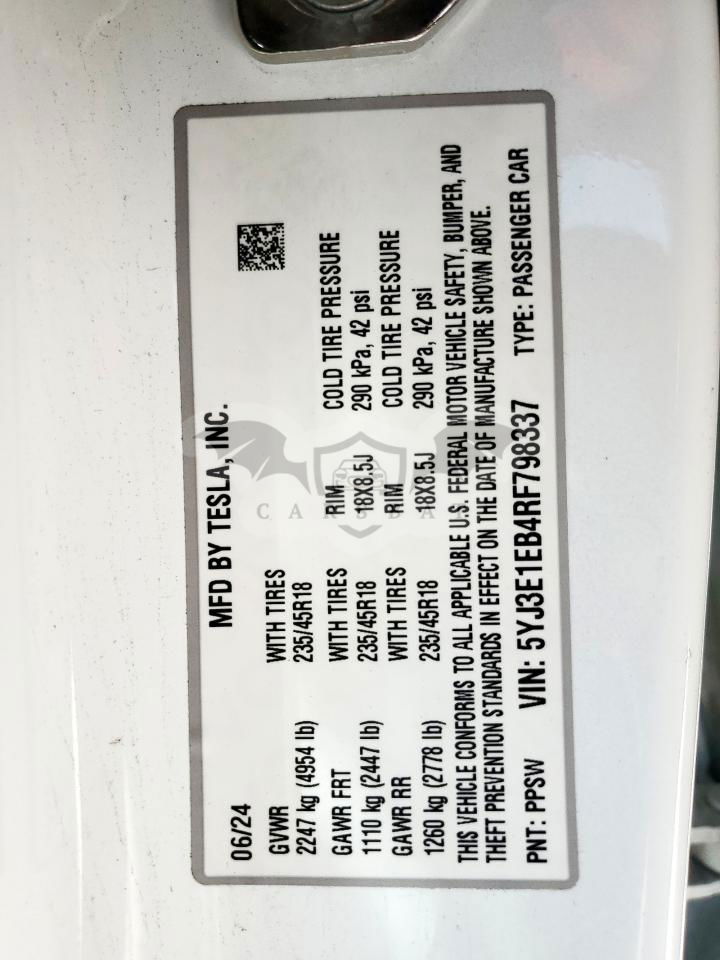 MFD BY TESLA, INC.
06/24
GVWR WITH TIRES
2247 kg (4954 lb) 235/45R18
GAWR FRT WITH TIRES RIM COLD TIRE PRESSURE
1110 kg (2447 lb) 235/45R18 18X8.5J 290 kPa, 42 psi
GAWR RR WITH TIRES RIM COLD TIRE PRESSURE
1260 kg (2778 lb) 235/45R18 18X8.5J 290 kPa, 42 psi
THIS VEHICLE CONFORMS TO ALL APPLICABLE U.S. FEDERAL MOTOR VEHICLE SAFETY, BUMPER, AND
THEFT PREVENTION STANDARDS IN EFFECT ON THE DATE OF MANUFACTURE SHOWN ABOVE.
PNT: PPSW VIN: 5YJ3E1EB4RF798337 TYPE: PASSENGER CAR